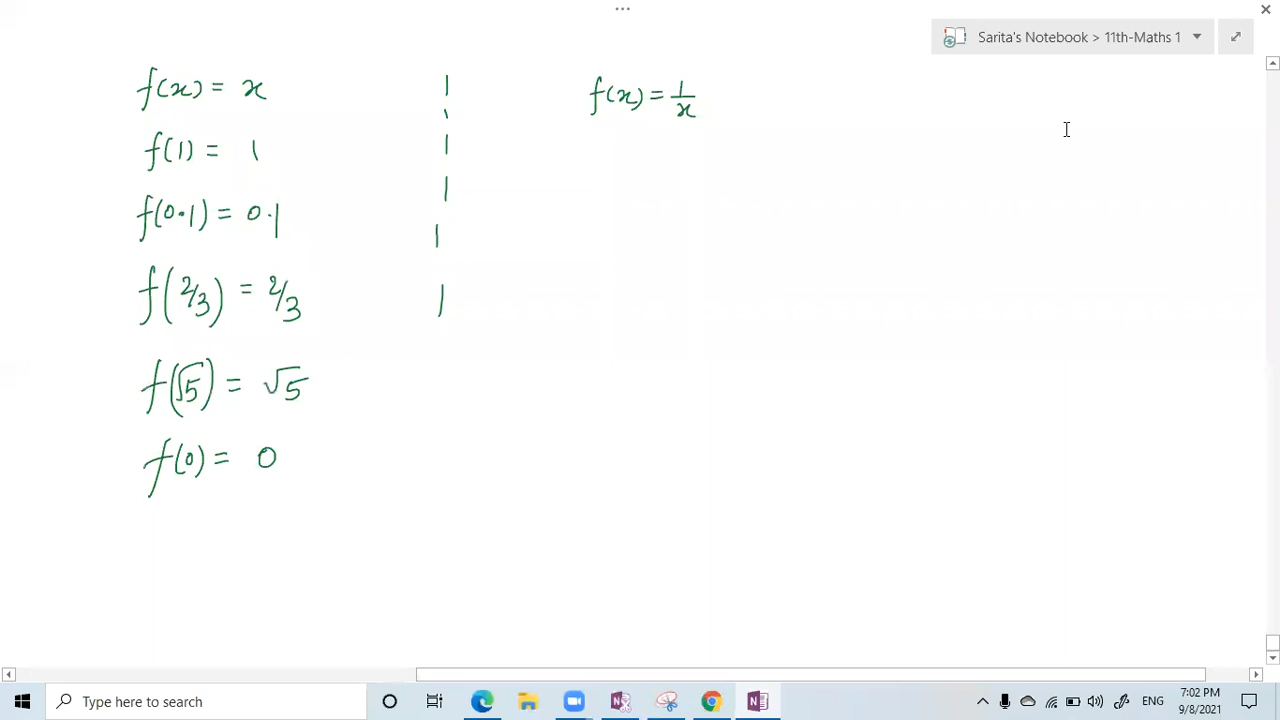 Sarita's Notebook > 11th-Maths 1
f(x) = x
f(1) = 1
f(0.1) = 0.1
f(2/3) = 2/3
f(√5) = √5
f(0) = 0
f(x) = 1/x
Type here to search
ENG
7:02 PM
9/8/2021